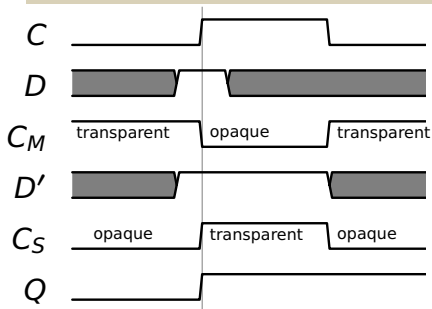 C
D
C_M transparent opaque transparent
D′
C_S opaque transparent opaque
Q